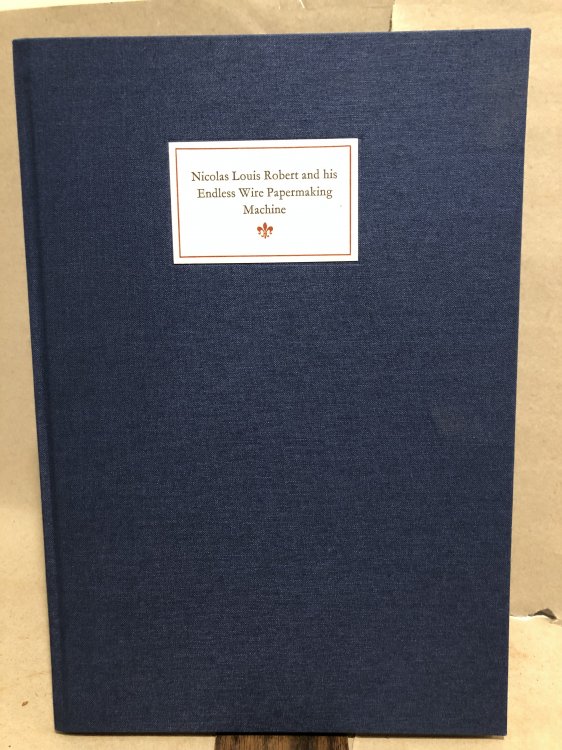 Nicolas Louis Robert and his
Endless Wire Papermaking
Machine